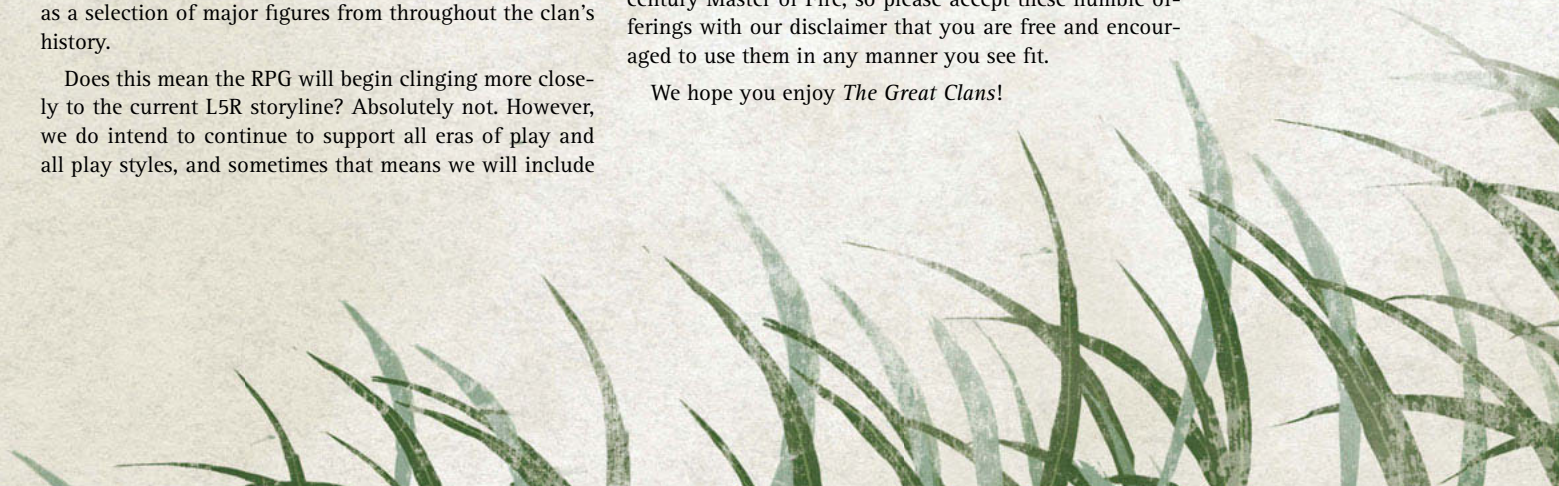 as a selection of major figures from throughout the clan's
history.
Does this mean the RPG will begin clinging more close-
ly to the current L5R storyline? Absolutely not. However,
we do intend to continue to support all eras of play and
all play styles, and sometimes that means we will include
century Master of Fire, so please accept these humble of-
ferings with our disclaimer that you are free and encour-
aged to use them in any manner you see fit.
We hope you enjoy The Great Clans!